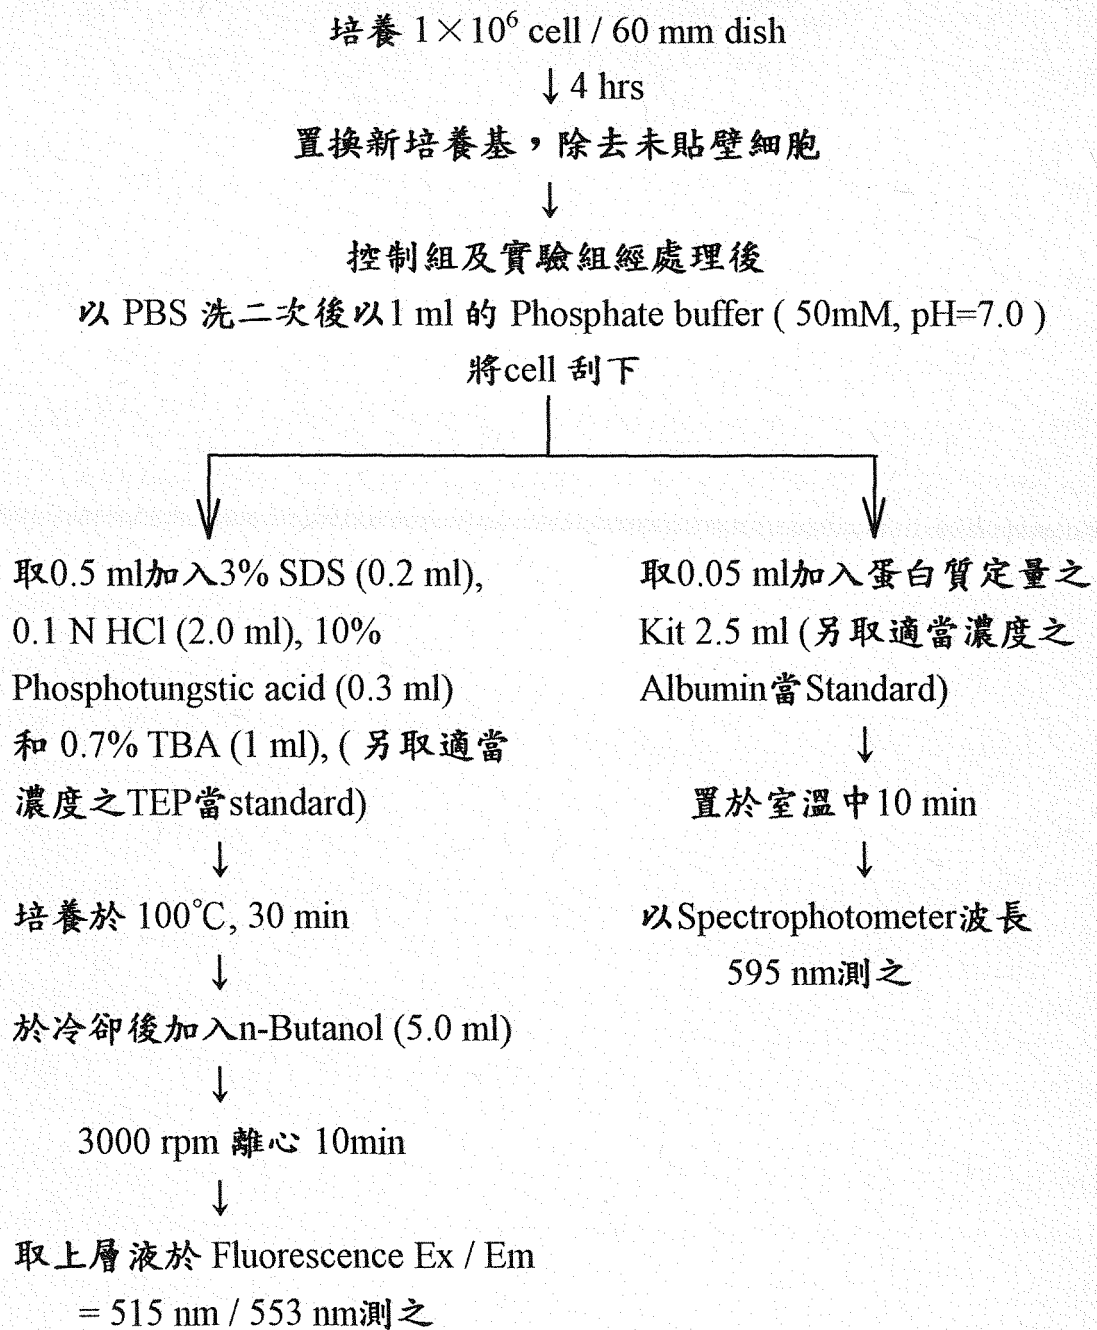 培養 1×10⁶ cell / 60 mm dish
↓ 4 hrs
置換新培養基，除去未貼壁細胞
↓
控制組及實驗組經處理後
以 PBS 洗二次後以1 ml 的 Phosphate buffer ( 50mM, pH=7.0 )
將cell 刮下
取0.5 ml加入3% SDS (0.2 ml),
0.1 N HCl (2.0 ml), 10%
Phosphotungstic acid (0.3 ml)
和 0.7% TBA (1 ml), ( 另取適當
濃度之TEP當standard)
↓
培養於 100℃, 30 min
↓
於冷卻後加入n-Butanol (5.0 ml)
↓
3000 rpm 離心 10min
↓
取上層液於 Fluorescence Ex / Em
= 515 nm / 553 nm測之
取0.05 ml加入蛋白質定量之
Kit 2.5 ml (另取適當濃度之
Albumin當Standard)
↓
置於室溫中10 min
↓
以Spectrophotometer波長
595 nm測之